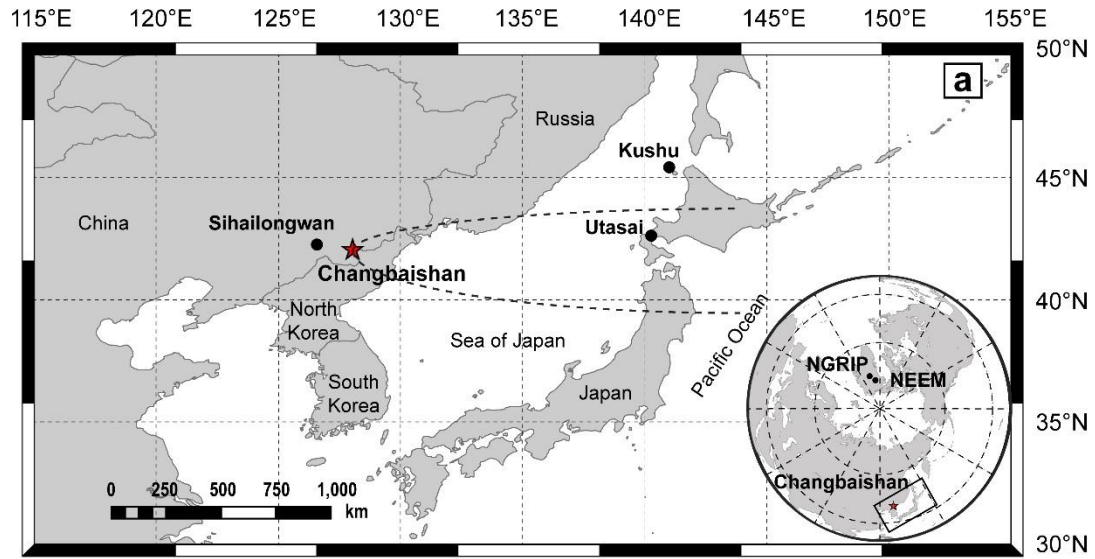 115°E 120°E 125°E 130°E 135°E 140°E 145°E 150°E 155°E
50°N
a
Russia
Kushu
45°N
China
Sihailongwan
Utasai
Changbaishan
North
Korea
40°N
Sea of Japan
Pacific Ocean
NGRIP
NEEM
South
Korea
Japan
35°N
Changbaishan
0 250 500 750 1,000
km
30°N